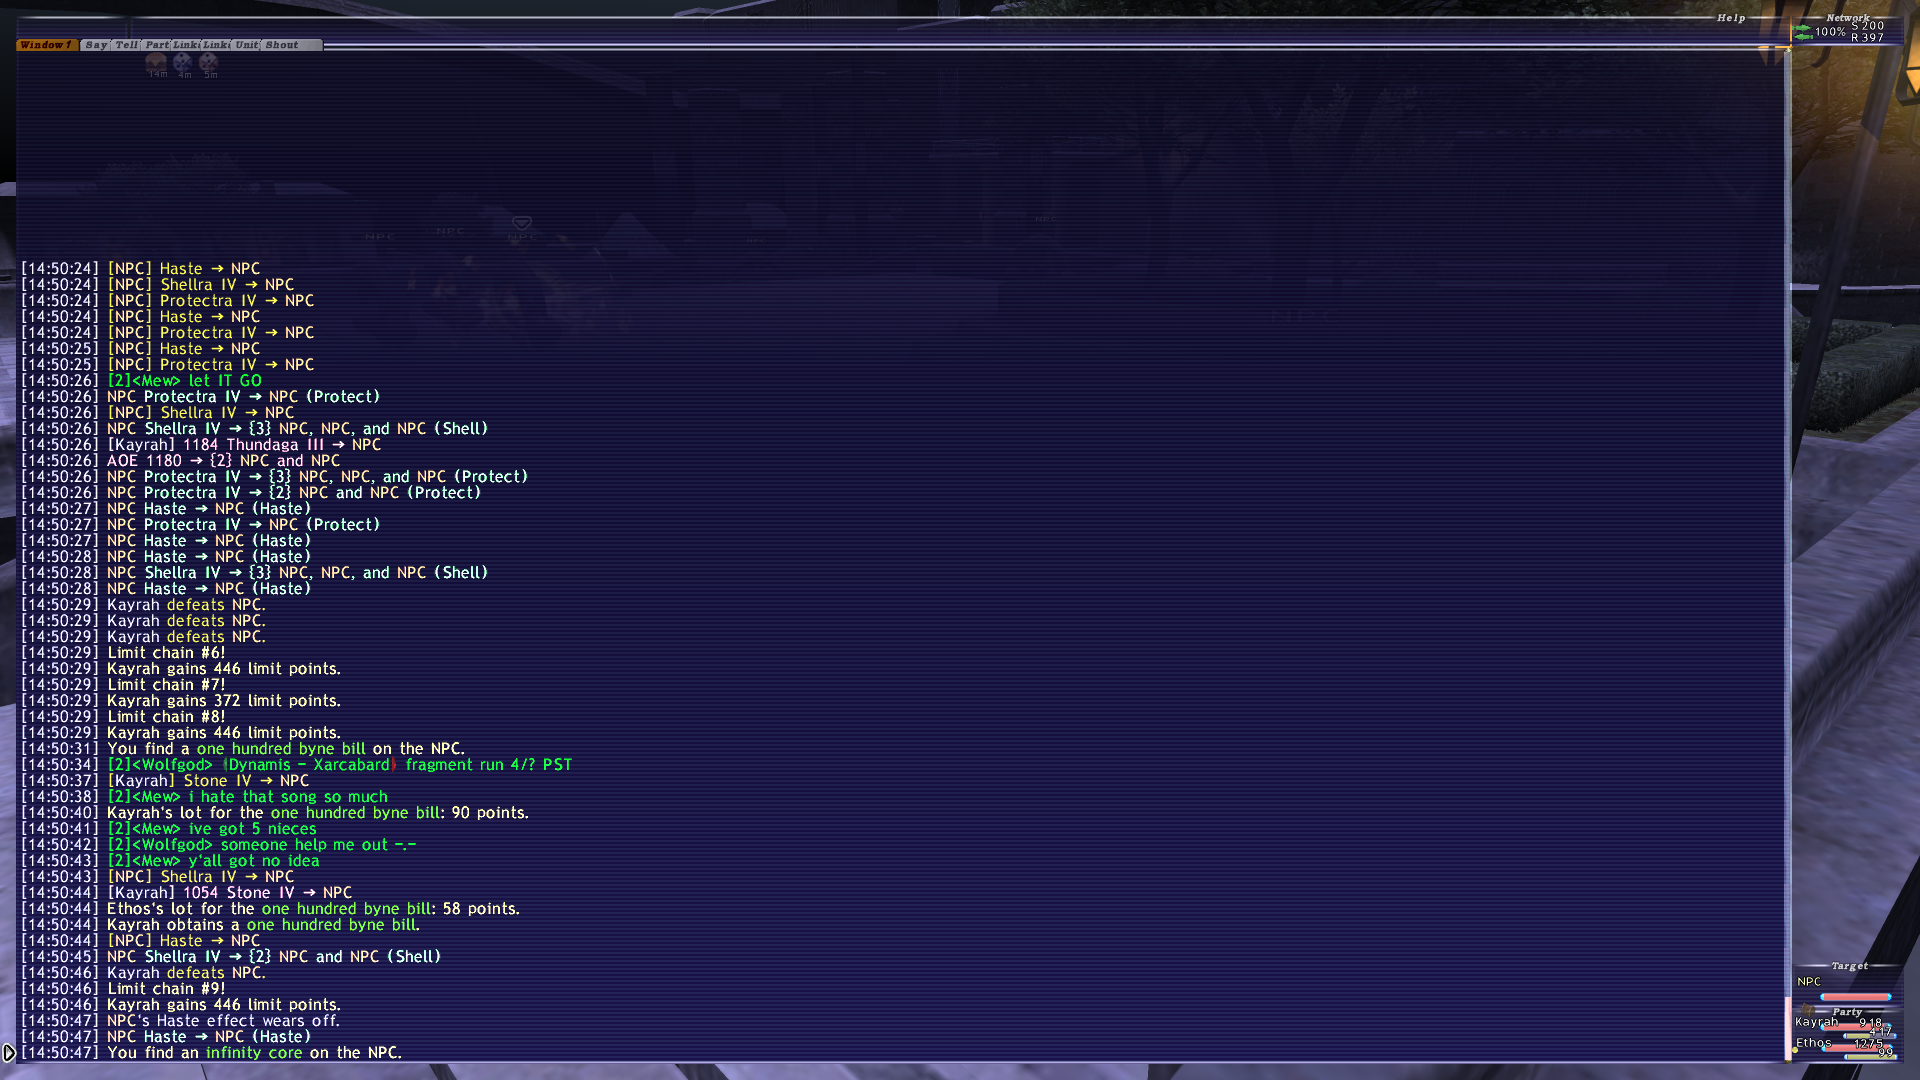 Help
Network
S 200
100%
R 397
Window 1 Say Tell Part Link Link Unit Shout
14m 4m 5m
NPC NPC NPC NPC NPC
NPC
[14:50:24] [NPC] Haste → NPC
[14:50:24] [NPC] Shellra IV → NPC
[14:50:24] [NPC] Protectra IV → NPC
[14:50:24] [NPC] Haste → NPC
[14:50:24] [NPC] Protectra IV → NPC
[14:50:25] [NPC] Haste → NPC
[14:50:25] [NPC] Protectra IV → NPC
[14:50:26] [2]<Mew> let IT GO
[14:50:26] NPC Protectra IV → NPC (Protect)
[14:50:26] [NPC] Shellra IV → NPC
[14:50:26] NPC Shellra IV → {3} NPC, NPC, and NPC (Shell)
[14:50:26] [Kayrah] 1184 Thundaga III → NPC
[14:50:26] AOE 1180 → {2} NPC and NPC
[14:50:26] NPC Protectra IV → {3} NPC, NPC, and NPC (Protect)
[14:50:26] NPC Protectra IV → {2} NPC and NPC (Protect)
[14:50:27] NPC Haste → NPC (Haste)
[14:50:27] NPC Protectra IV → NPC (Protect)
[14:50:27] NPC Haste → NPC (Haste)
[14:50:28] NPC Haste → NPC (Haste)
[14:50:28] NPC Shellra IV → {3} NPC, NPC, and NPC (Shell)
[14:50:28] NPC Haste → NPC (Haste)
[14:50:29] Kayrah defeats NPC.
[14:50:29] Kayrah defeats NPC.
[14:50:29] Kayrah defeats NPC.
[14:50:29] Limit chain #6!
[14:50:29] Kayrah gains 446 limit points.
[14:50:29] Limit chain #7!
[14:50:29] Kayrah gains 372 limit points.
[14:50:29] Limit chain #8!
[14:50:29] Kayrah gains 446 limit points.
[14:50:31] You find a one hundred byne bill on the NPC.
[14:50:34] [2]<Wolfgod> (Dynamis - Xarcabard) fragment run 4/? PST
[14:50:37] [Kayrah] Stone IV → NPC
[14:50:38] [2]<Mew> i hate that song so much
[14:50:40] Kayrah's lot for the one hundred byne bill: 90 points.
[14:50:41] [2]<Mew> ive got 5 nieces
[14:50:42] [2]<Wolfgod> someone help me out -.-
[14:50:43] [2]<Mew> y'all got no idea
[14:50:43] [NPC] Shellra IV → NPC
[14:50:44] [Kayrah] 1054 Stone IV → NPC
[14:50:44] Ethos's lot for the one hundred byne bill: 58 points.
[14:50:44] Kayrah obtains a one hundred byne bill.
[14:50:44] [NPC] Haste → NPC
[14:50:45] NPC Shellra IV → {2} NPC and NPC (Shell)
[14:50:46] Kayrah defeats NPC.
[14:50:46] Limit chain #9!
[14:50:46] Kayrah gains 446 limit points.
[14:50:47] NPC's Haste effect wears off.
[14:50:47] NPC Haste → NPC (Haste)
[14:50:47] You find an infinity core on the NPC.
Target
NPC
Party
Kayrah 918
417
Ethos 1275
99